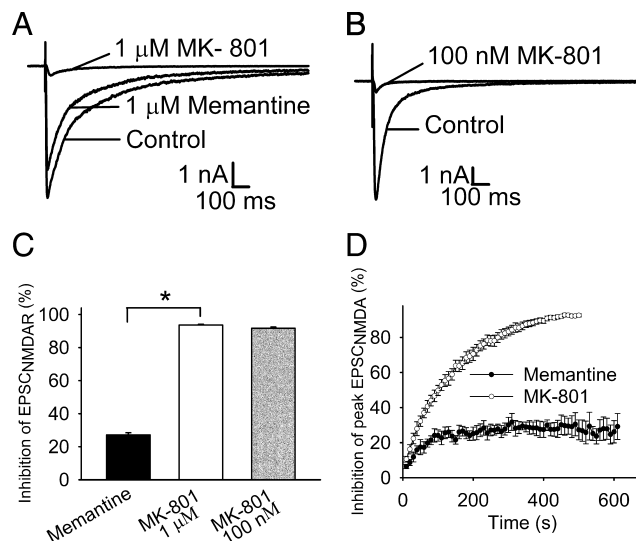 A
1 μM MK- 801
1 μM Memantine
Control
1 nA
100 ms
B
100 nM MK-801
Control
1 nA
100 ms
C
Inhibition of EPSCNMDAR (%)
100
80
60
40
20
0
*
Memantine
MK-801
1 μM
MK-801
100 nM
D
Inhibition of peak EPSCNMDA (%)
80
60
40
20
0
Memantine
MK-801
0
200
400
600
Time (s)